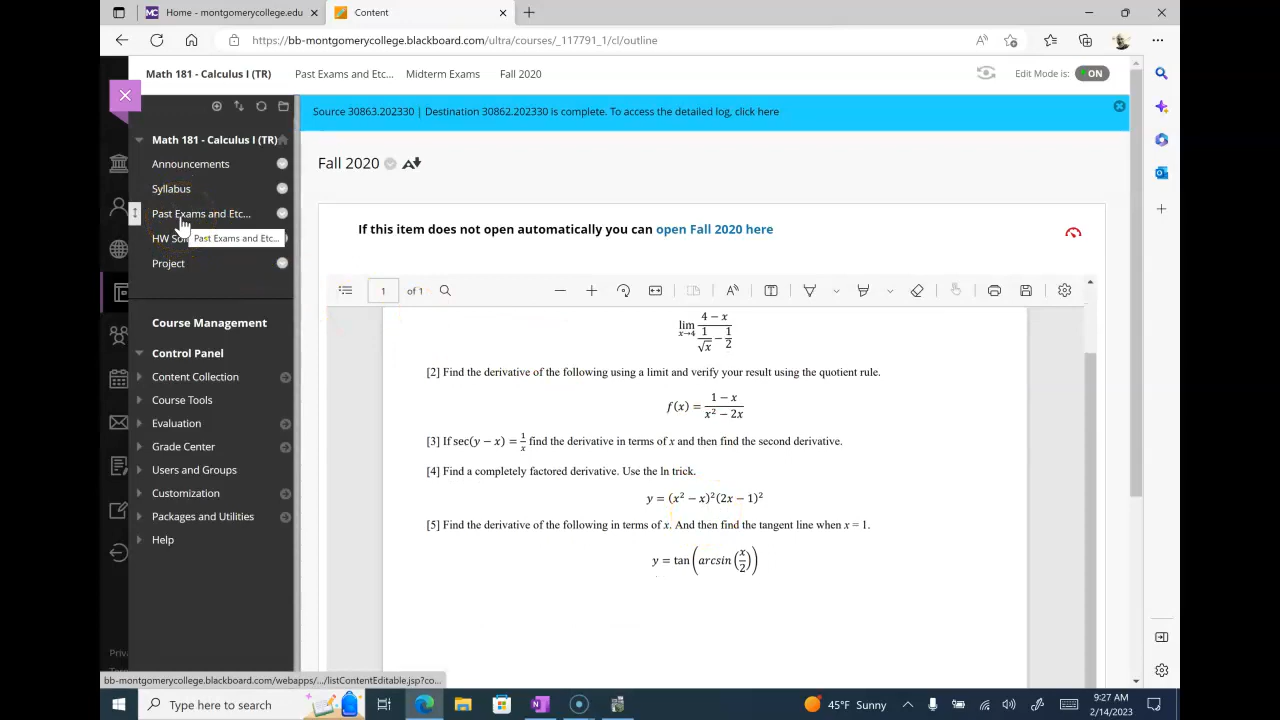 Home - montgomerycollege.edu
Content
https://bb-montgomerycollege.blackboard.com/ultra/courses/_117791_1/cl/outline
Math 181 - Calculus I (TR)
Past Exams and Etc...
Midterm Exams
Fall 2020
Edit Mode is:
ON
Source 30863.202330 | Destination 30862.202330 is complete. To access the detailed log, click here
Math 181 - Calculus I (TR)
Announcements
Syllabus
Past Exams and Etc...
HW Sol
Past Exams and Etc...
Project
Course Management
Control Panel
Content Collection
Course Tools
Evaluation
Grade Center
Users and Groups
Customization
Packages and Utilities
Help
Priv
Fall 2020
If this item does not open automatically you can open Fall 2020 here
1 of 1
lim x→4 (4 − x)/(1/√x − 1/2)
[2] Find the derivative of the following using a limit and verify your result using the quotient rule.
f(x) = (1 − x)/(x² − 2x)
[3] If sec(y − x) = 1/x find the derivative in terms of x and then find the second derivative.
[4] Find a completely factored derivative. Use the ln trick.
y = (x² − x)²(2x − 1)²
[5] Find the derivative of the following in terms of x. And then find the tangent line when x = 1.
y = tan(arcsin(x/2))
bb-montgomerycollege.blackboard.com/webapps/.../listContentEditable.jsp?co...
Type here to search
45°F Sunny
9:27 AM
2/14/2023